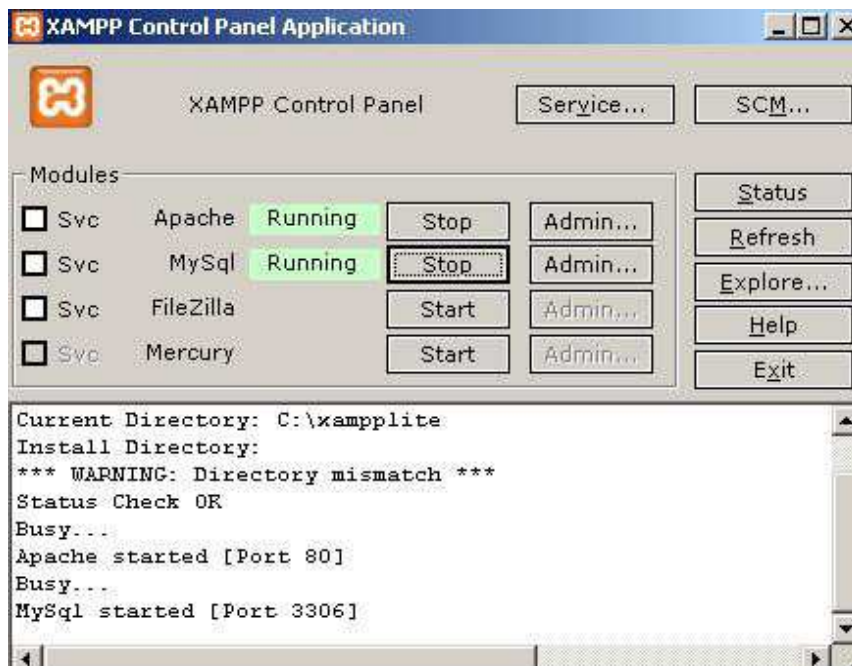 XAMPP Control Panel Application
XAMPP Control Panel Service... SCM...
Modules
Status
Svc Apache Running Stop Admin...
Refresh
Svc MySql Running Stop Admin...
Explore...
Svc FileZilla Start Admin...
Help
Svc Mercury Start Admin...
Exit
Current Directory: C:\xampplite
Install Directory:
*** WARNING: Directory mismatch ***
Status Check OK
Busy...
Apache started [Port 80]
Busy...
MySql started [Port 3306]